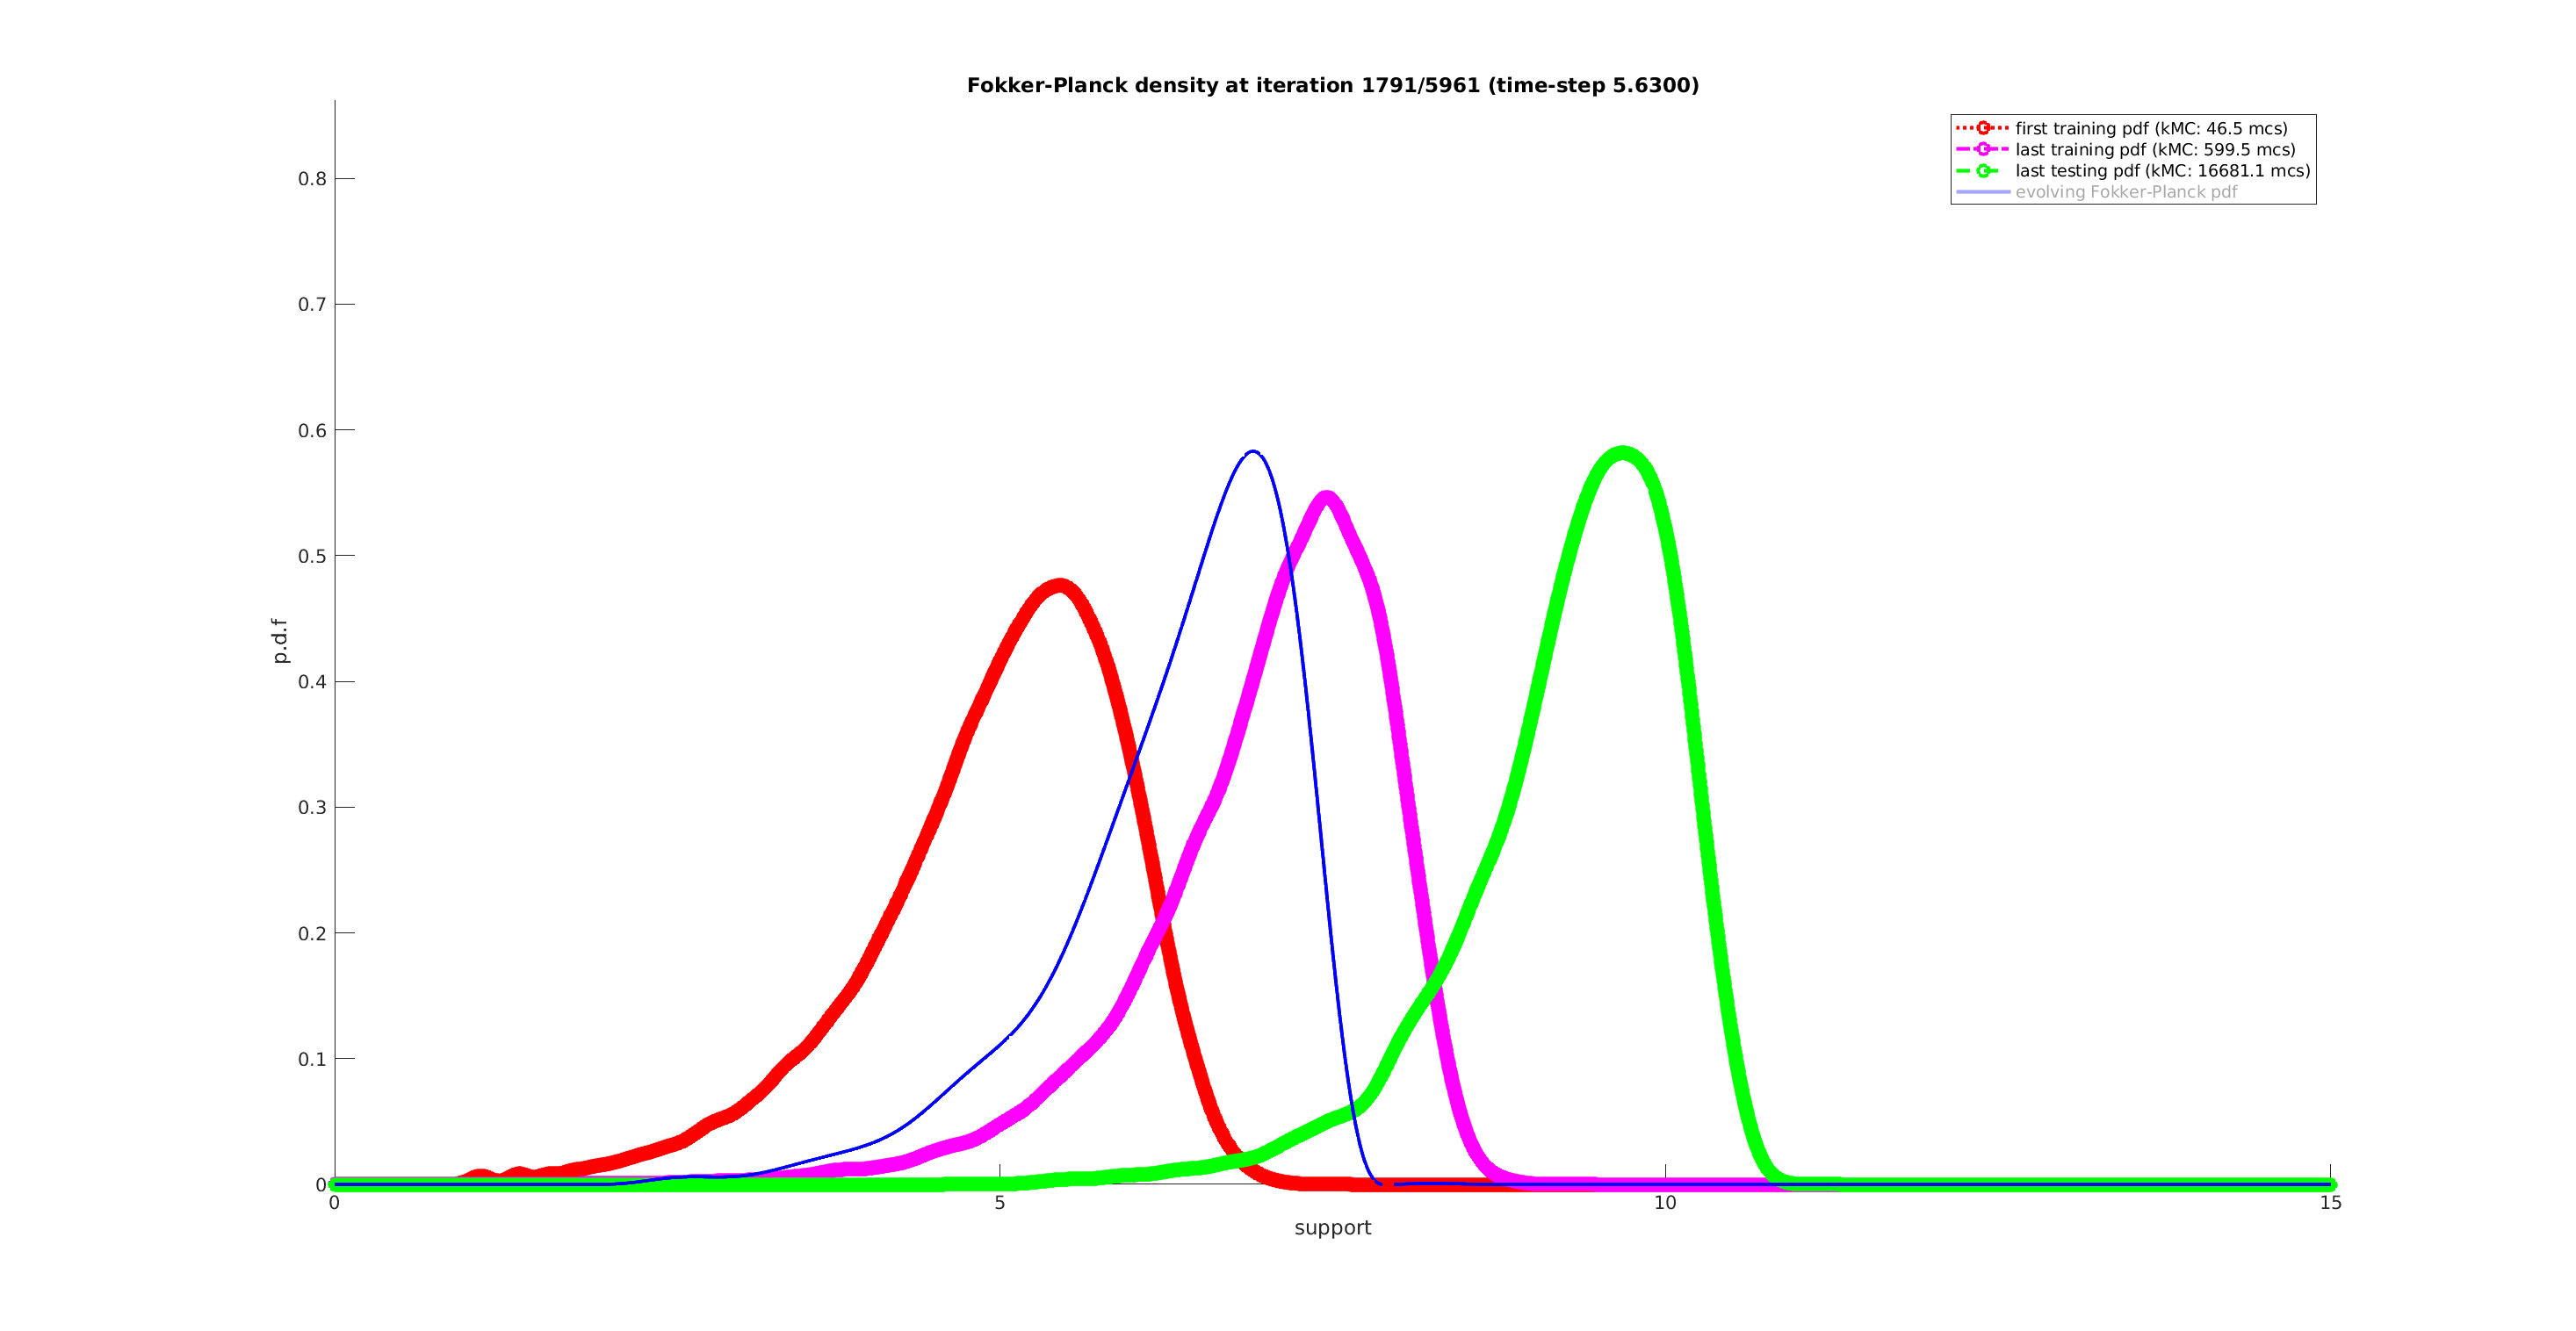 Fokker-Planck density at iteration 1791/5961 (time-step 5.6300)
first training pdf (kMC: 46.5 mcs)
last training pdf (kMC: 599.5 mcs)
last testing pdf (kMC: 16681.1 mcs)
evolving Fokker-Planck pdf
0.8
0.7
0.6
0.5
0.4
0.3
0.2
0.1
0
p.d.f
0 5 10 15
support